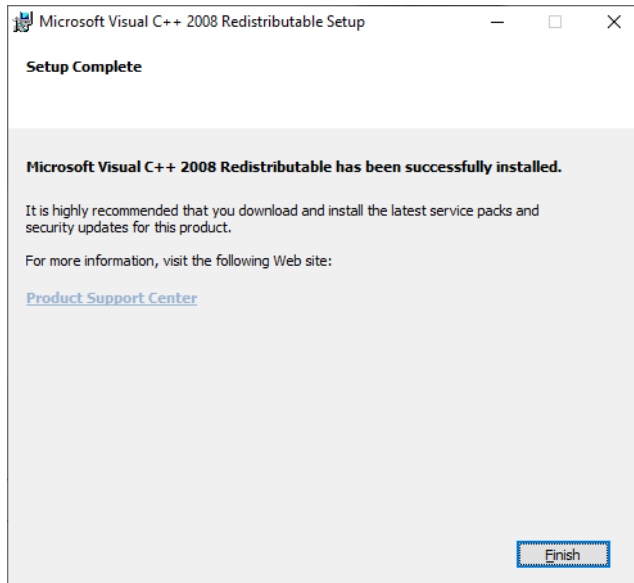 Microsoft Visual C++ 2008 Redistributable Setup
Setup Complete
Microsoft Visual C++ 2008 Redistributable has been successfully installed.
It is highly recommended that you download and install the latest service packs and
security updates for this product.
For more information, visit the following Web site:
Product Support Center
Finish